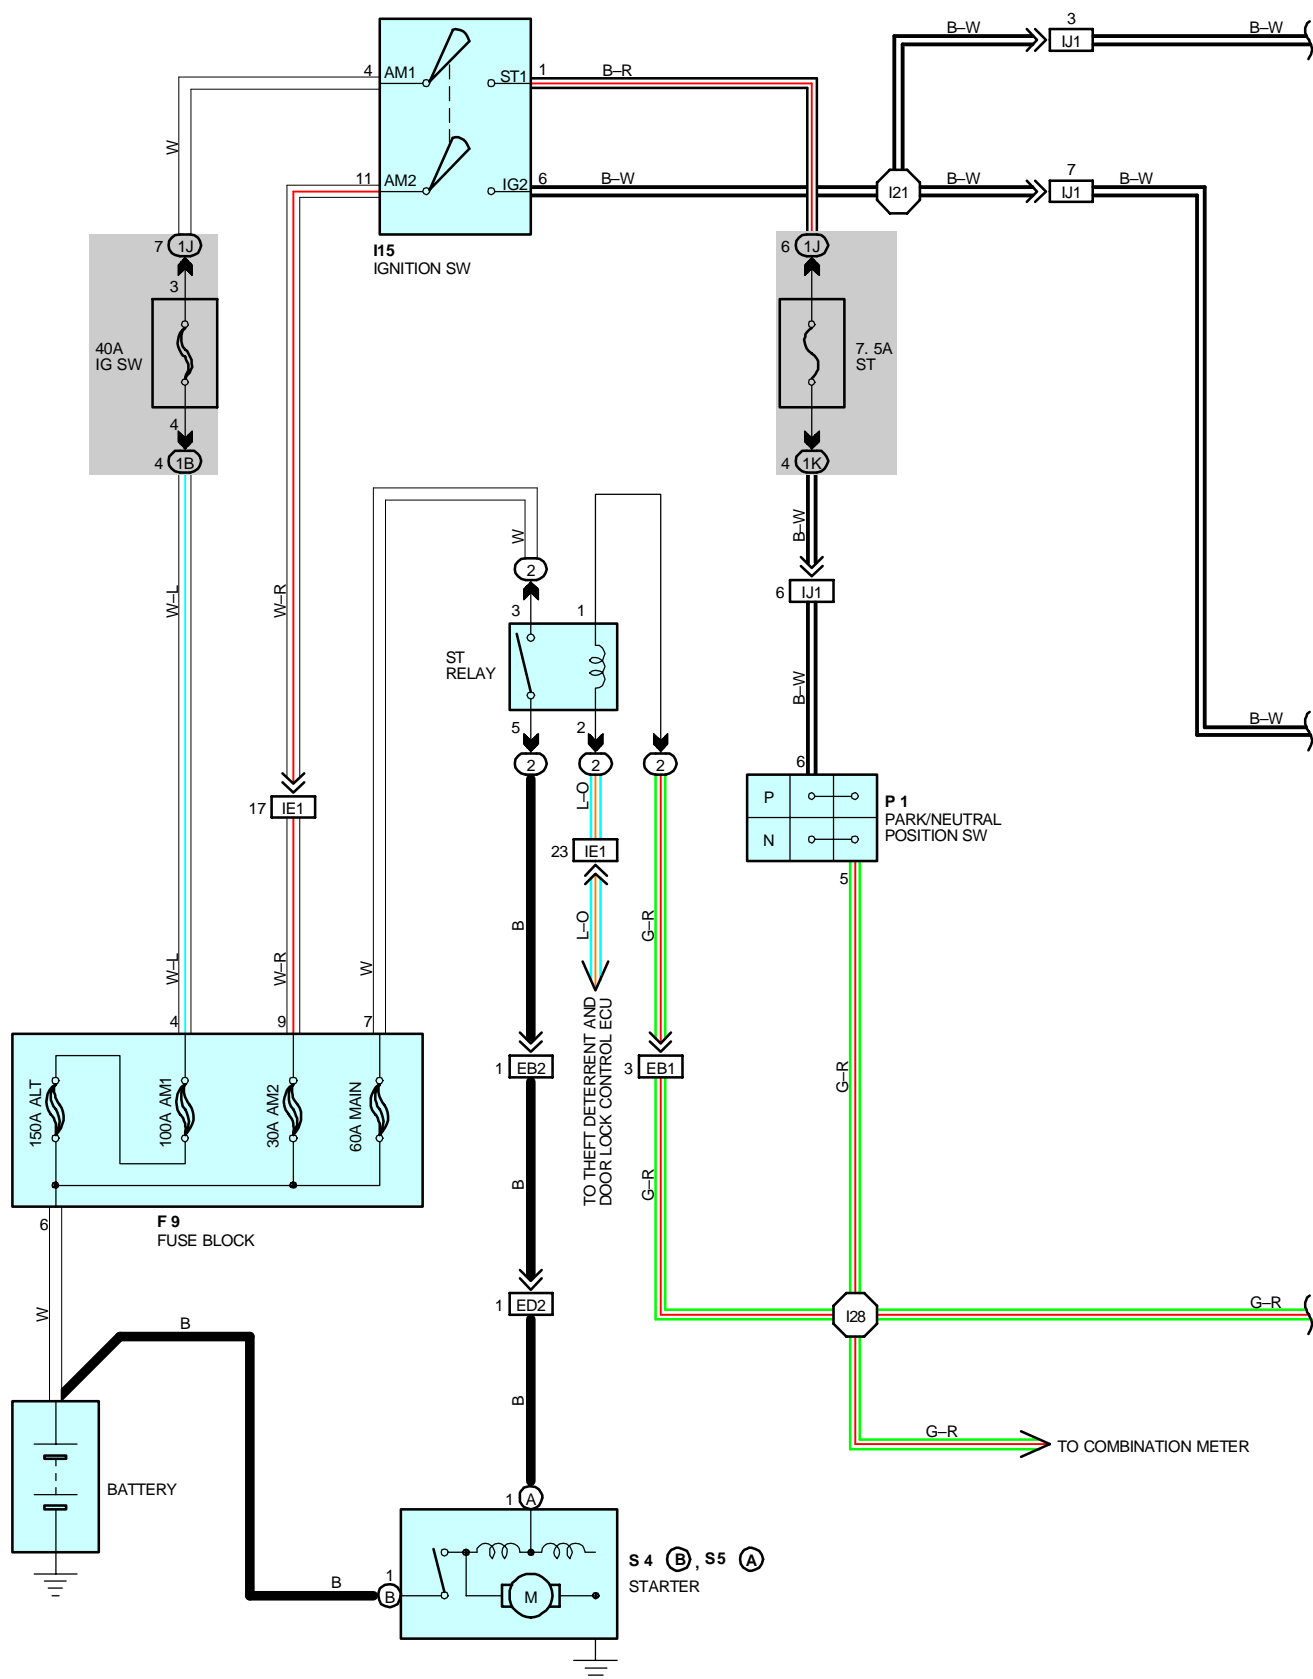 B–W
3
IJ1
B–W
4
AM1
ST1
1
B–R
W
11
AM2
IG2
6
B–W
I21
B–W
7
IJ1
B–W
I15
IGNITION SW
7
1J
3
40A
IG SW
4
4
1B
6
1J
7. 5A
ST
4
1K
B–W
6
IJ1
B–W
W
2
3
1
ST
RELAY
5
2
2
2
2
W–L
W–R
17
IE1
L–O
23
IE1
L–O
B–W
6
P
N
P 1
PARK/NEUTRAL
POSITION SW
5
B
G–R
W–L
W–R
W
4
9
7
TO THEFT DETERRENT AND
DOOR LOCK CONTROL ECU
1
EB2
3
EB1
G–R
150A ALT
100A AM1
30A AM2
60A MAIN
B
G–R
6
F 9
FUSE BLOCK
W
B
1
ED2
I28
G–R
B
G–R
TO COMBINATION METER
BATTERY
1
A
B
1
B
M
S 4
B
, S5
A
STARTER